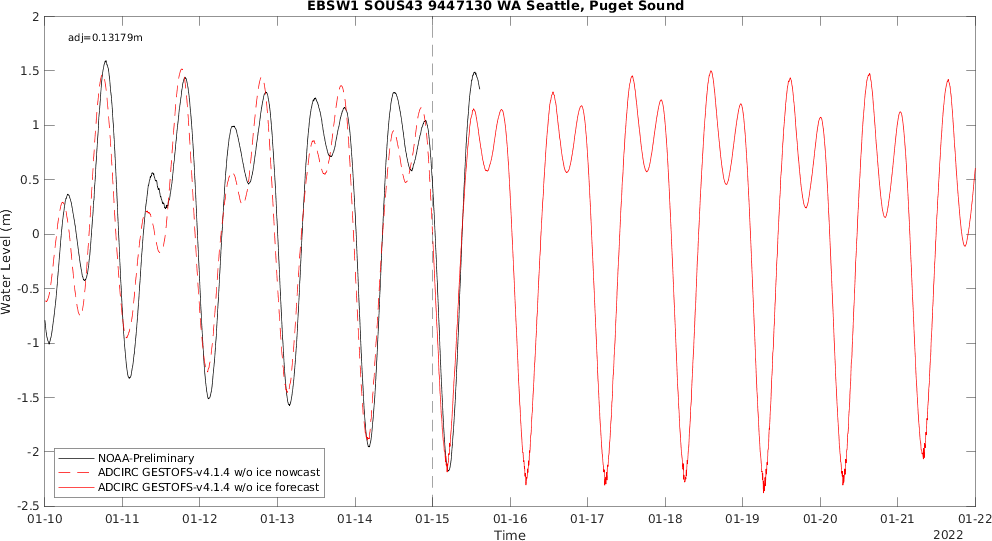 EBSW1 SOUS43 9447130 WA Seattle, Puget Sound
adj=0.13179m
2
1.5
1
0.5
0
-0.5
-1
-1.5
-2
-2.5
Water Level (m)
NOAA-Preliminary
ADCIRC GESTOFS-v4.1.4 w/o ice nowcast
ADCIRC GESTOFS-v4.1.4 w/o ice forecast
01-10 01-11 01-12 01-13 01-14 01-15 01-16 01-17 01-18 01-19 01-20 01-21 01-22
Time
2022